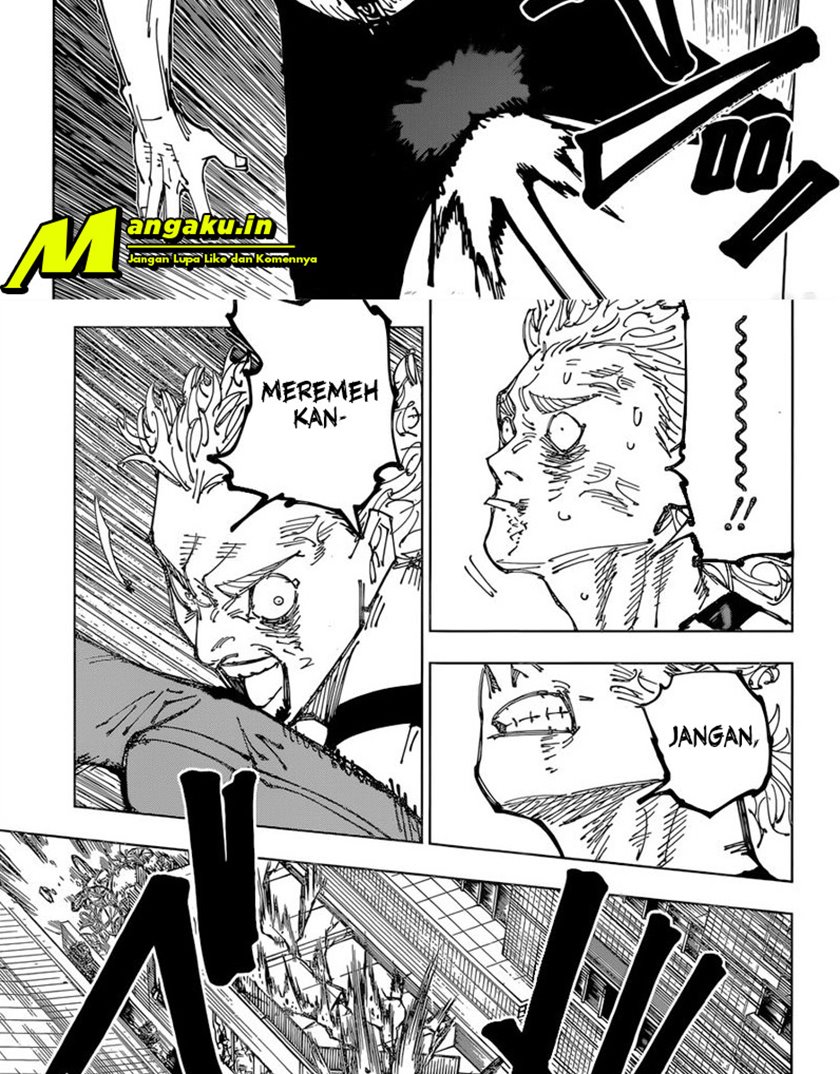 Mangaku.in
Jangan Lupa Like dan Komennya
!!
JANGAN,
MEREMEH
KAN-